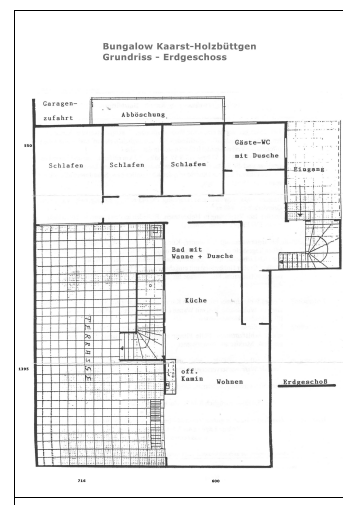 Bungalow Kaarst-Holzbüttgen
Grundriss - Erdgeschoss
Garagen-
zufahrt
Abböschung
Gäste-WC
mit Dusche
Schlafen
Schlafen
Schlafen
Eingang
Bad mit
Wanne + Dusche
Küche
TERRASSE
off.
Kamin
Wohnen
Erdgeschoß